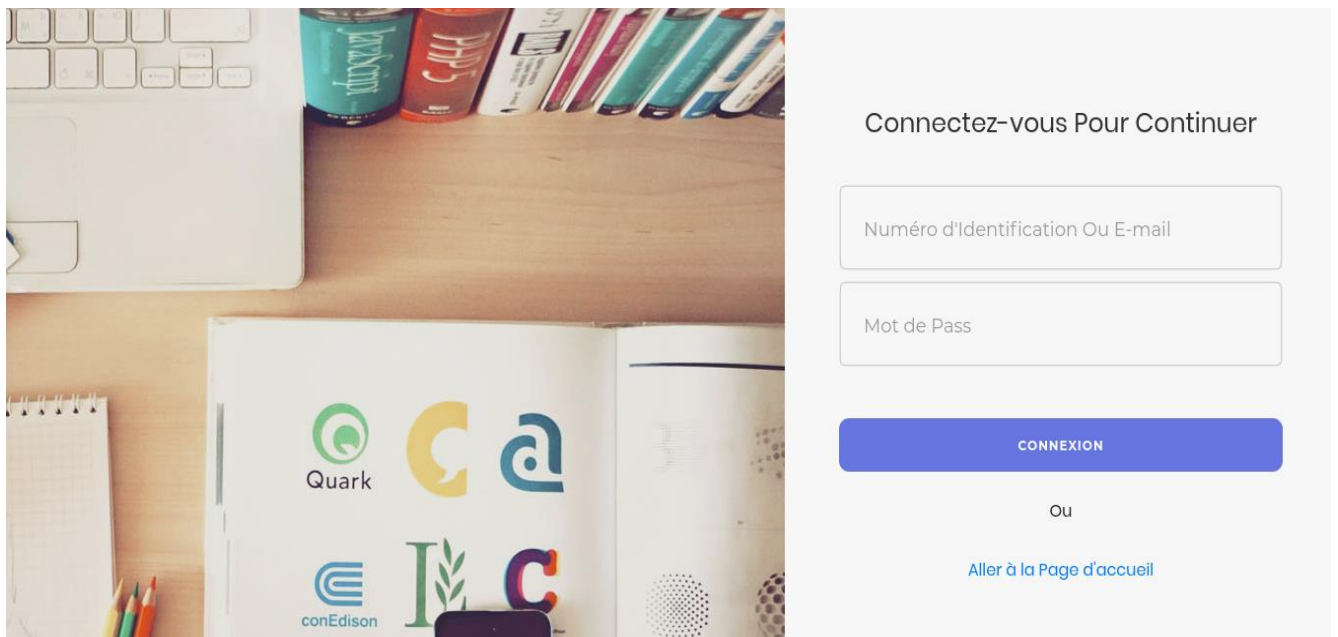 JavaScript
PHP 5
Connectez-vous Pour Continuer
Numéro d'Identification Ou E-mail
Mot de Pass
CONNEXION
Ou
Aller à la Page d'accueil
Quark
conEdison